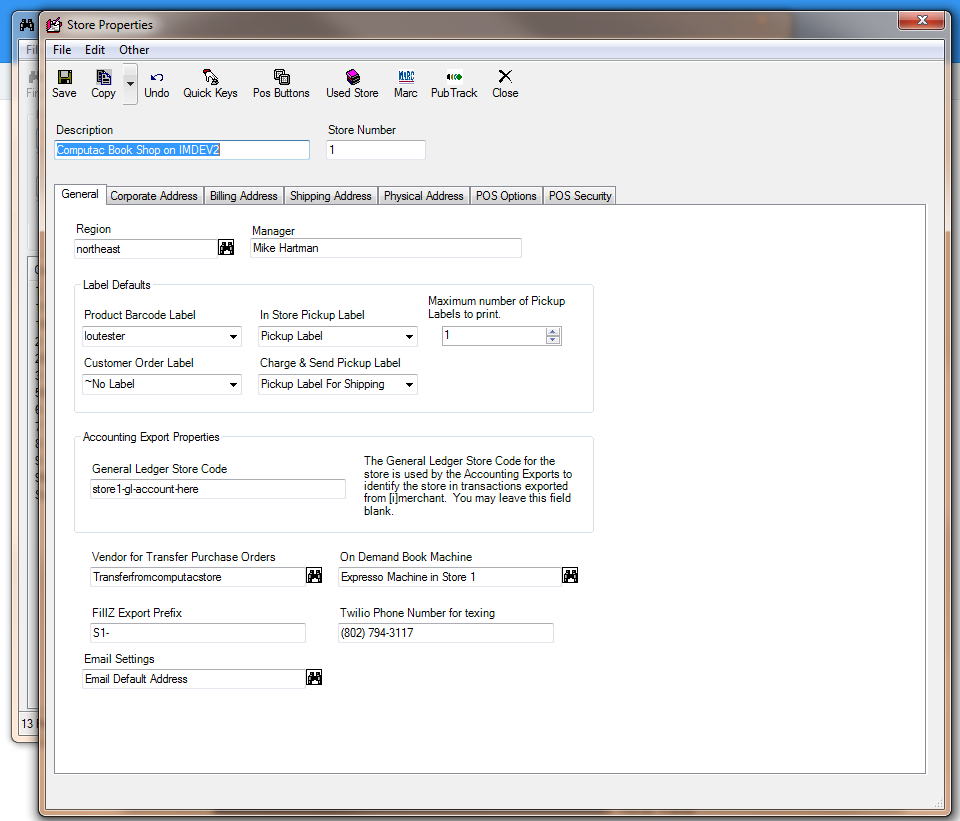 Store Properties
File Edit Other
Save Copy Undo Quick Keys Pos Buttons Used Store MARC Marc PubTrack Close
Description Store Number
Computac Book Shop on IMDEV2 1
General Corporate Address Billing Address Shipping Address Physical Address POS Options POS Security
Region Manager
northeast Mike Hartman
Label Defaults
Maximum number of Pickup
Labels to print.
Product Barcode Label In Store Pickup Label
loutester Pickup Label 1
Customer Order Label Charge & Send Pickup Label
~No Label Pickup Label For Shipping
Accounting Export Properties
General Ledger Store Code
store1-gl-account-here
The General Ledger Store Code for the
store is used by the Accounting Exports to
identify the store in transactions exported
from [i]merchant. You may leave this field
blank.
Vendor for Transfer Purchase Orders On Demand Book Machine
Transferfromcomputacstore Expresso Machine in Store 1
FillZ Export Prefix Twilio Phone Number for texing
S1- (802) 794-3117
Email Settings
Email Default Address
13